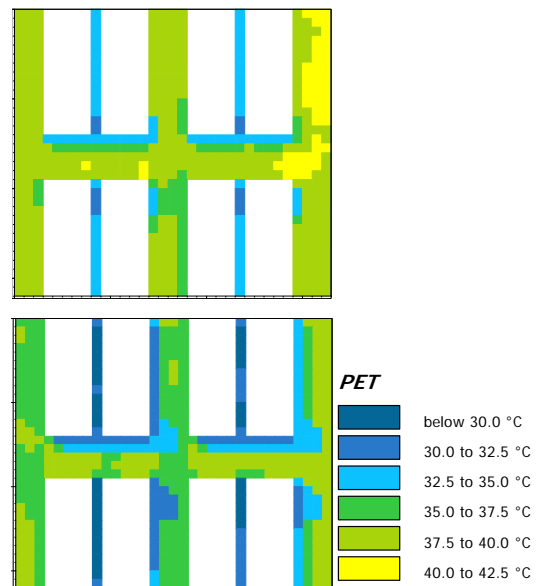 PET
below 30.0 °C
30.0 to 32.5 °C
32.5 to 35.0 °C
35.0 to 37.5 °C
37.5 to 40.0 °C
40.0 to 42.5 °C